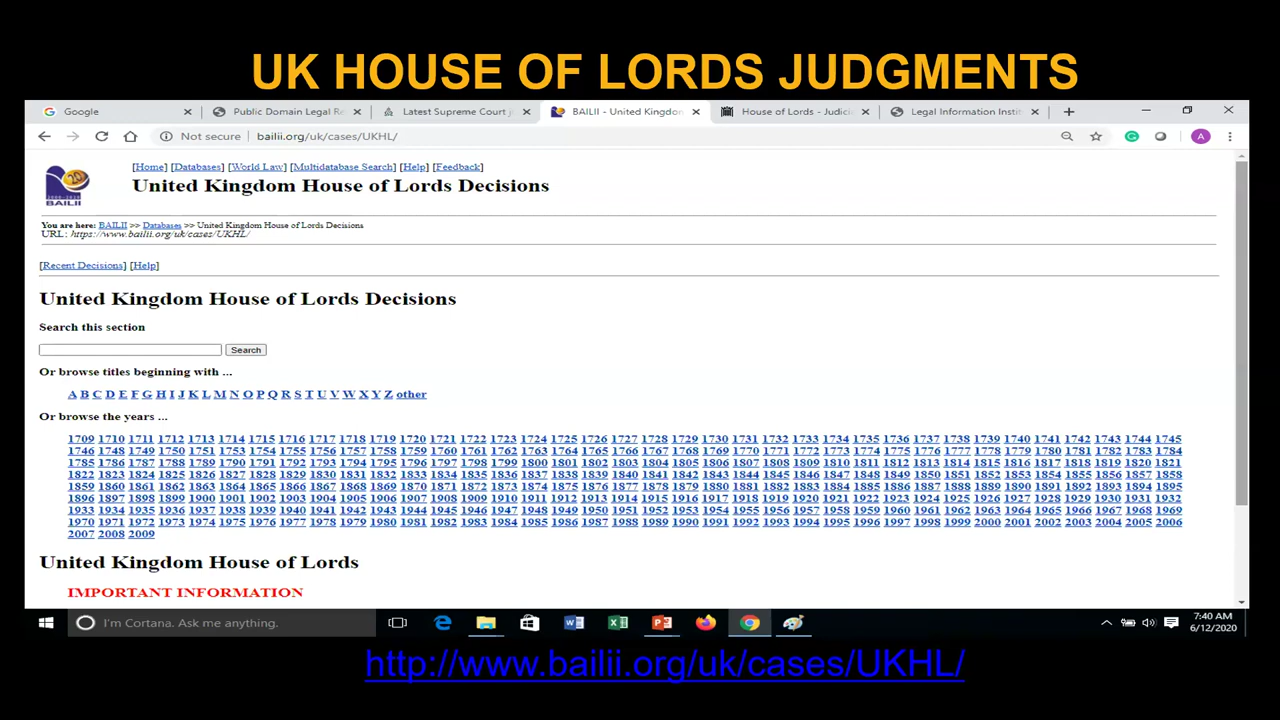 UK HOUSE OF LORDS JUDGMENTS
Google
Public Domain Legal Re
Latest Supreme Court j
BAILII - United Kingdom
House of Lords - Judici
Legal Information Instit
Not secure bailii.org/uk/cases/UKHL/
A
[Home] [Databases] [World Law] [Multidatabase Search] [Help] [Feedback]
United Kingdom House of Lords Decisions
BAILII
You are here: BAILII >> Databases >> United Kingdom House of Lords Decisions
URL: https://www.bailii.org/uk/cases/UKHL/
[Recent Decisions] [Help]
United Kingdom House of Lords Decisions
Search this section
Search
Or browse titles beginning with ...
A B C D E F G H I J K L M N O P Q R S T U V W X Y Z other
Or browse the years ...
1709 1710 1711 1712 1713 1714 1715 1716 1717 1718 1719 1720 1721 1722 1723 1724 1725 1726 1727 1728 1729 1730 1731 1732 1733 1734 1735 1736 1737 1738 1739 1740 1741 1742 1743 1744 1745
1746 1748 1749 1750 1751 1753 1754 1755 1756 1757 1758 1759 1760 1761 1762 1763 1764 1765 1766 1767 1768 1769 1770 1771 1772 1773 1774 1775 1776 1777 1778 1779 1780 1781 1782 1783 1784
1785 1786 1787 1788 1789 1790 1791 1792 1793 1794 1795 1796 1797 1798 1799 1800 1801 1802 1803 1804 1805 1806 1807 1808 1809 1810 1811 1812 1813 1814 1815 1816 1817 1818 1819 1820 1821
1822 1823 1824 1825 1826 1827 1828 1829 1830 1831 1832 1833 1834 1835 1836 1837 1838 1839 1840 1841 1842 1843 1844 1845 1846 1847 1848 1849 1850 1851 1852 1853 1854 1855 1856 1857 1858
1859 1860 1861 1862 1863 1864 1865 1866 1867 1868 1869 1870 1871 1872 1873 1874 1875 1876 1877 1878 1879 1880 1881 1882 1883 1884 1885 1886 1887 1888 1889 1890 1891 1892 1893 1894 1895
1896 1897 1898 1899 1900 1901 1902 1903 1904 1905 1906 1907 1908 1909 1910 1911 1912 1913 1914 1915 1916 1917 1918 1919 1920 1921 1922 1923 1924 1925 1926 1927 1928 1929 1930 1931 1932
1933 1934 1935 1936 1937 1938 1939 1940 1941 1942 1943 1944 1945 1946 1947 1948 1949 1950 1951 1952 1953 1954 1955 1956 1957 1958 1959 1960 1961 1962 1963 1964 1965 1966 1967 1968 1969
1970 1971 1972 1973 1974 1975 1976 1977 1978 1979 1980 1981 1982 1983 1984 1985 1986 1987 1988 1989 1990 1991 1992 1993 1994 1995 1996 1997 1998 1999 2000 2001 2002 2003 2004 2005 2006
2007 2008 2009
United Kingdom House of Lords
IMPORTANT INFORMATION
I'm Cortana. Ask me anything.
7:40 AM
6/12/2020
http://www.bailii.org/uk/cases/UKHL/